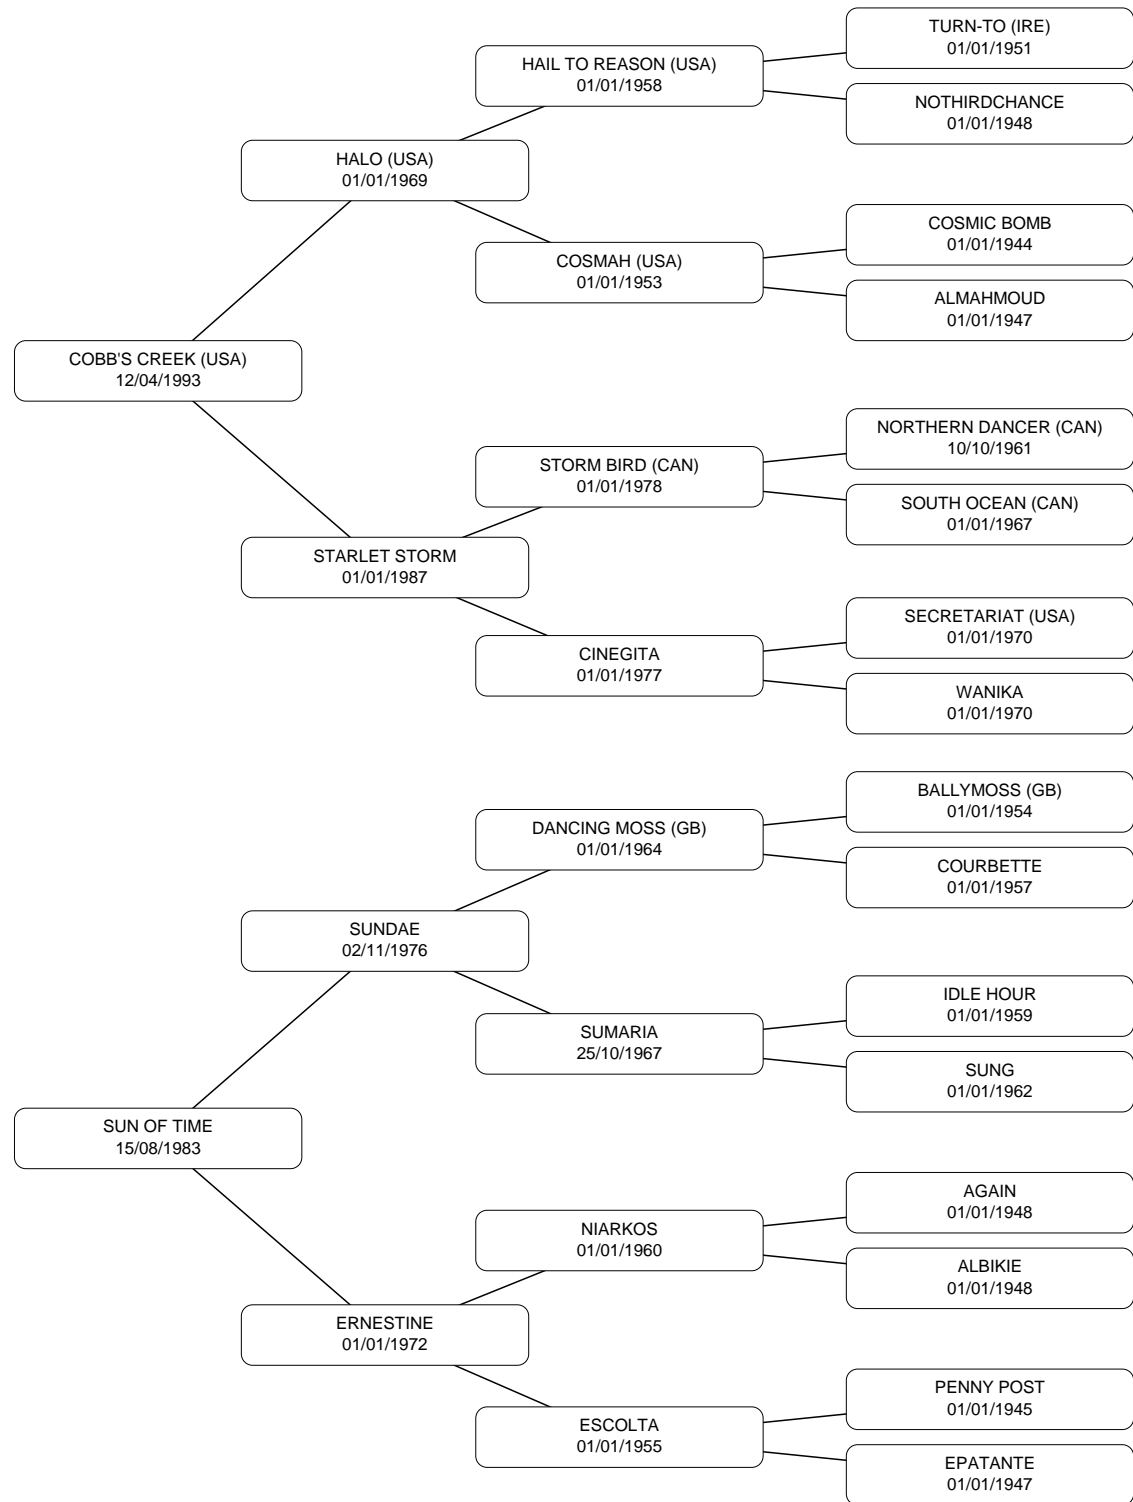 TURN-TO (IRE)
01/01/1951
HAIL TO REASON (USA)
01/01/1958
NOTHIRDCHANCE
01/01/1948
HALO (USA)
01/01/1969
COSMIC BOMB
01/01/1944
COSMAH (USA)
01/01/1953
ALMAHMOUD
01/01/1947
COBB'S CREEK (USA)
12/04/1993
NORTHERN DANCER (CAN)
10/10/1961
STORM BIRD (CAN)
01/01/1978
SOUTH OCEAN (CAN)
01/01/1967
STARLET STORM
01/01/1987
SECRETARIAT (USA)
01/01/1970
CINEGITA
01/01/1977
WANIKA
01/01/1970
BALLYMOSS (GB)
01/01/1954
DANCING MOSS (GB)
01/01/1964
COURBETTE
01/01/1957
SUNDAE
02/11/1976
IDLE HOUR
01/01/1959
SUMARIA
25/10/1967
SUNG
01/01/1962
SUN OF TIME
15/08/1983
AGAIN
01/01/1948
NIARKOS
01/01/1960
ALBIKIE
01/01/1948
ERNESTINE
01/01/1972
PENNY POST
01/01/1945
ESCOLTA
01/01/1955
EPATANTE
01/01/1947